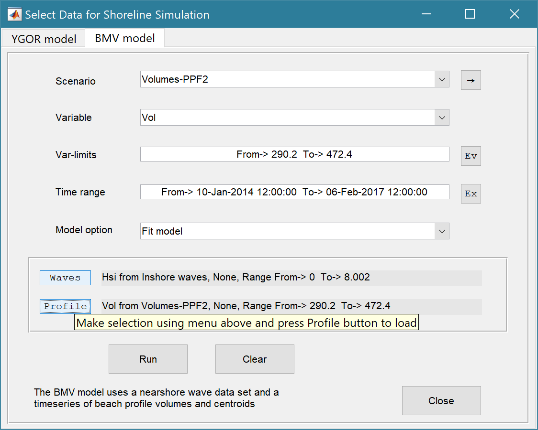 Select Data for Shoreline Simulation
YGOR model BMV model
Scenario Volumes-PPF2 →
Variable Vol
Var-limits From-> 290.2 To-> 472.4 Ev
Time range From-> 10-Jan-2014 12:00:00 To-> 06-Feb-2017 12:00:00 Ex
Model option Fit model
Waves Hsi from Inshore waves, None, Range From-> 0 To-> 8.002
Profile Vol from Volumes-PPF2, None, Range From-> 290.2 To-> 472.4
Make selection using menu above and press Profile button to load
Run Clear
The BMV model uses a nearshore wave data set and a
timeseries of beach profile volumes and centroids
Close